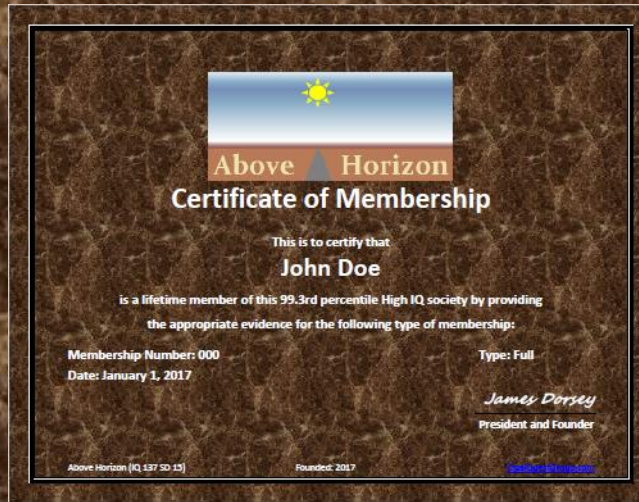 Above Horizon
Certificate of Membership
This is to certify that
John Doe
is a lifetime member of this 99.3rd percentile High IQ society by providing
the appropriate evidence for the following type of membership:
Membership Number: 000 Type: Full
Date: January 1, 2017
James Dorsey
President and Founder
Above Horizon (IQ 137 SD 15) Founded: 2017